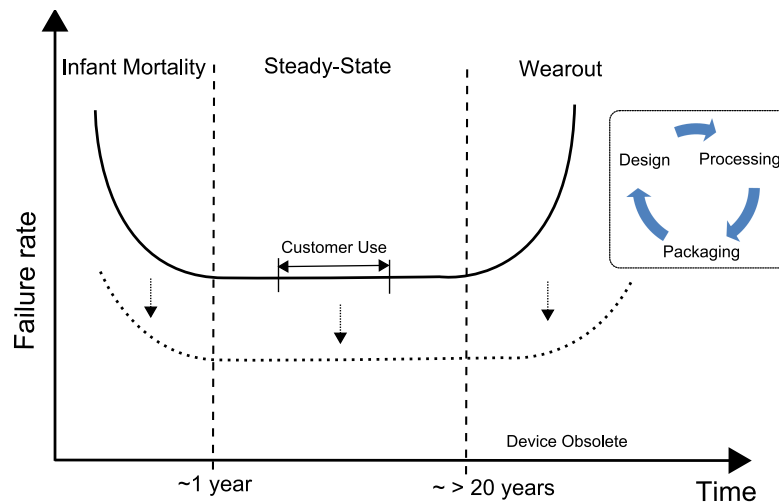 Infant Mortality
Steady-State
Wearout
Design
Processing
Packaging
Customer Use
Failure rate
Device Obsolete
~1 year
~ > 20 years
Time